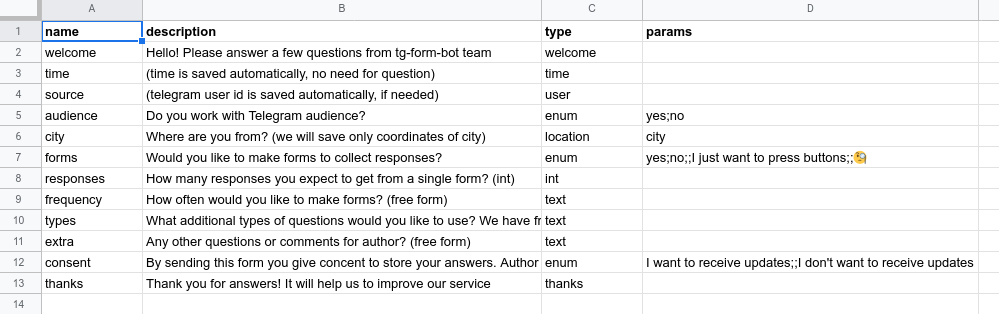 A B C D
1 name description type params
2 welcome Hello! Please answer a few questions from tg-form-bot team welcome
3 time (time is saved automatically, no need for question) time
4 source (telegram user id is saved automatically, if needed) user
5 audience Do you work with Telegram audience? enum yes;no
6 city Where are you from? (we will save only coordinates of city) location city
7 forms Would you like to make forms to collect responses? enum yes;no;;I just want to press buttons;;🧐
8 responses How many responses you expect to get from a single form? (int) int
9 frequency How often would you like to make forms? (free form) text
10 types What additional types of questions would you like to use? We have fr text
11 extra Any other questions or comments for author? (free form) text
12 consent By sending this form you give concent to store your answers. Author enum I want to receive updates;;I don't want to receive updates
13 thanks Thank you for answers! It will help us to improve our service thanks
14